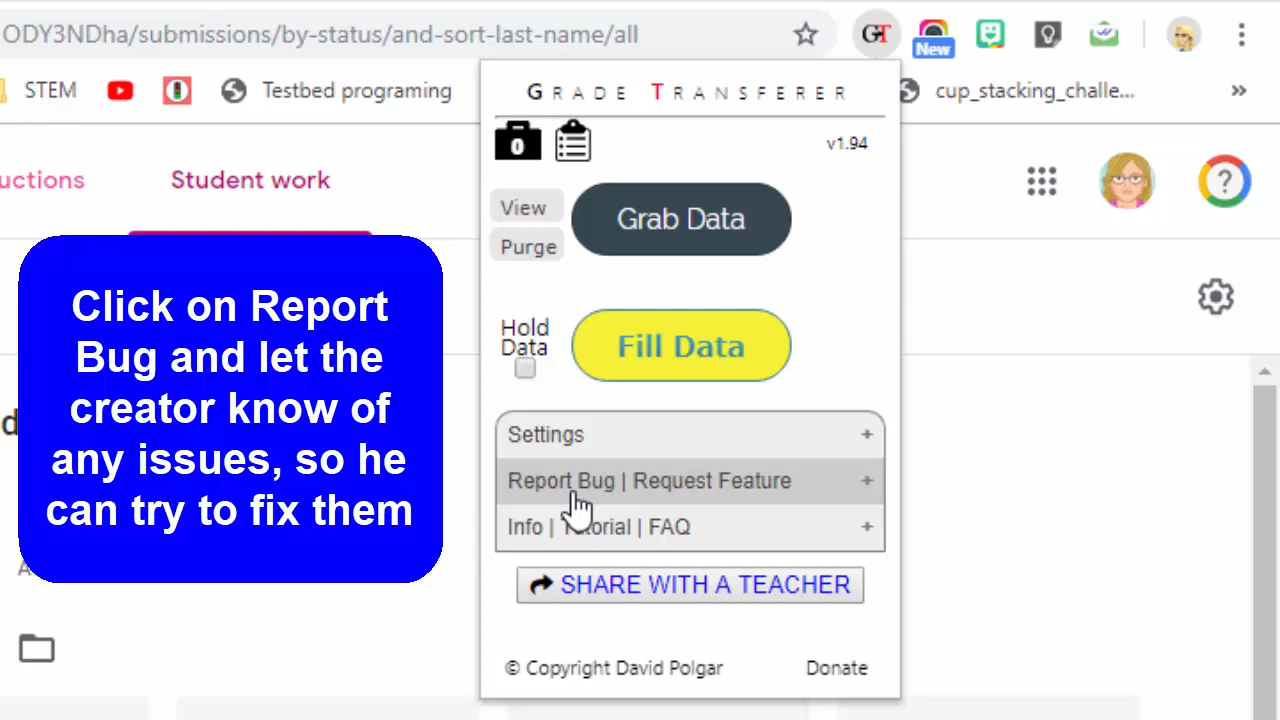 ODY3NDha/submissions/by-status/and-sort-last-name/all
GT
New
STEM
Testbed programing
cup_stacking_challe...
»
GRADE TRANSFERER
0
v1.94
uctions
Student work
?
View
Purge
Grab Data
Click on Report
Bug and let the
creator know of
any issues, so he
can try to fix them
Hold
Data
Fill Data
Settings +
Report Bug | Request Feature +
Info | Tutorial | FAQ +
SHARE WITH A TEACHER
© Copyright David Polgar
Donate